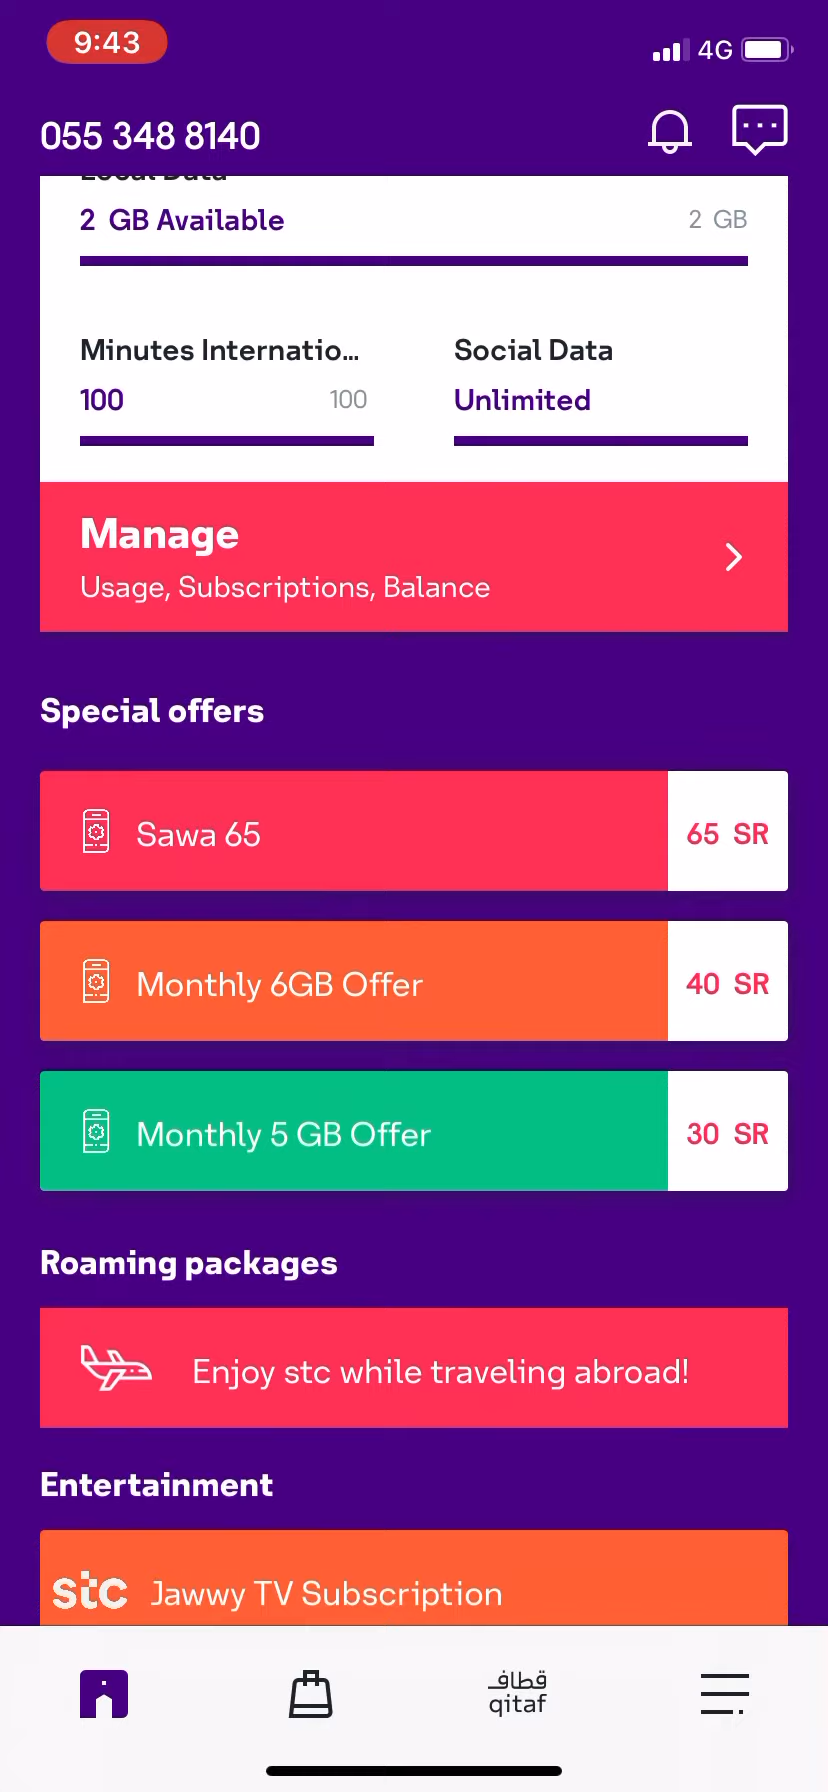 9:43
4G
055 348 8140
Local Data
2 GB Available
2 GB
Minutes Internatio...
Social Data
100
100
Unlimited
Manage
Usage, Subscriptions, Balance
Special offers
Sawa 65
65 SR
Monthly 6GB Offer
40 SR
Monthly 5 GB Offer
30 SR
Roaming packages
Enjoy stc while traveling abroad!
Entertainment
stc Jawwy TV Subscription
قطاف
qitaf